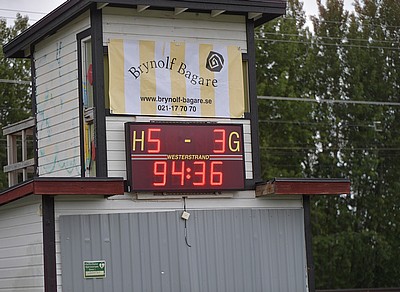 Brynolf Bagare
www.brynolf-bagare.se
021-17 70 70
H5 - 3G
WESTERSTRAND
94:36